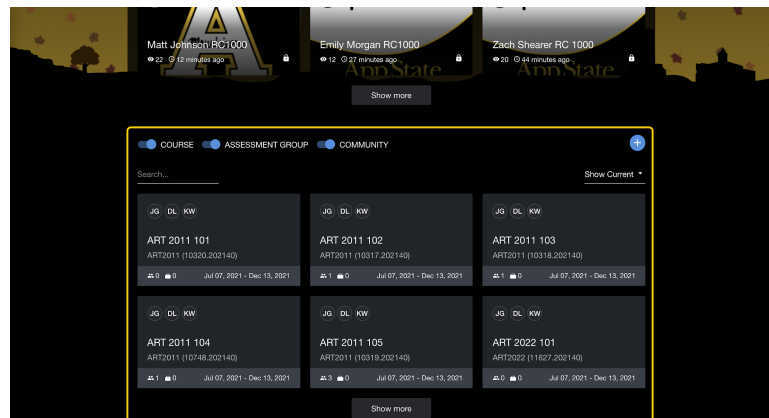 Matt Johnson RC1000
22 12 minutes ago
Emily Morgan RC1000
12 27 minutes ago
AppState
Zach Shearer RC 1000
20 44 minutes ago
AppState
Show more
COURSE ASSESSMENT GROUP COMMUNITY
Search... Show Current
JG DL KW
ART 2011 101
ART2011 (10320.202140)
0 0 Jul 07, 2021 - Dec 13, 2021
JG DL KW
ART 2011 102
ART2011 (10317.202140)
1 0 Jul 07, 2021 - Dec 13, 2021
JG DL KW
ART 2011 103
ART2011 (10318.202140)
1 0 Jul 07, 2021 - Dec 13, 2021
JG DL KW
ART 2011 104
ART2011 (10748.202140)
1 0 Jul 07, 2021 - Dec 13, 2021
JG DL KW
ART 2011 105
ART2011 (10319.202140)
3 0 Jul 07, 2021 - Dec 13, 2021
JG DL KW
ART 2022 101
ART2022 (11627.202140)
0 0 Jul 07, 2021 - Dec 13, 2021
Show more